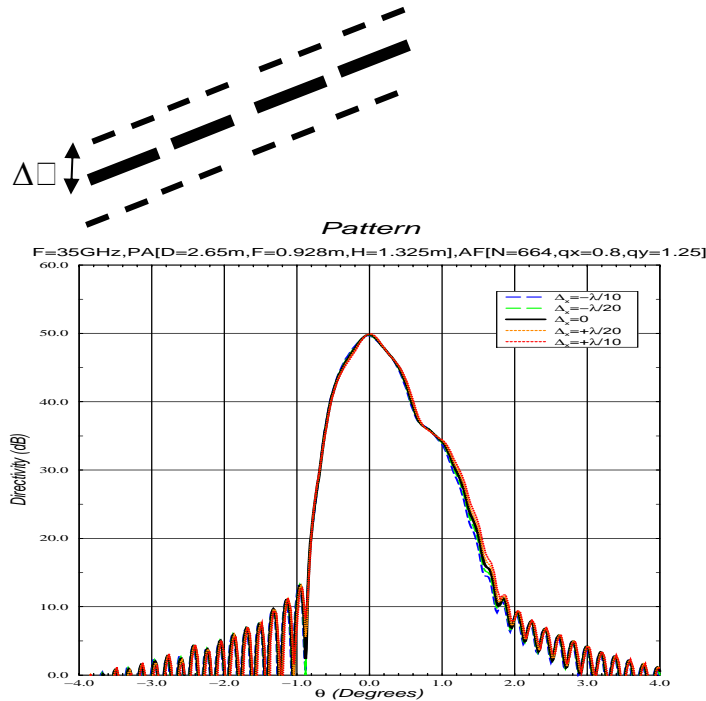 Δ□
Pattern
F=35GHz,PA[D=2.65m,F=0.928m,H=1.325m],AF[N=664,qx=0.8,qy=1.25]
60.0
50.0
40.0
30.0
20.0
10.0
0.0
Directivity (dB)
Δx=−λ/10
Δx=−λ/20
Δx=0
Δx=+λ/20
Δx=+λ/10
−4.0 −3.0 −2.0 −1.0 0.0 1.0 2.0 3.0 4.0
θ (Degrees)